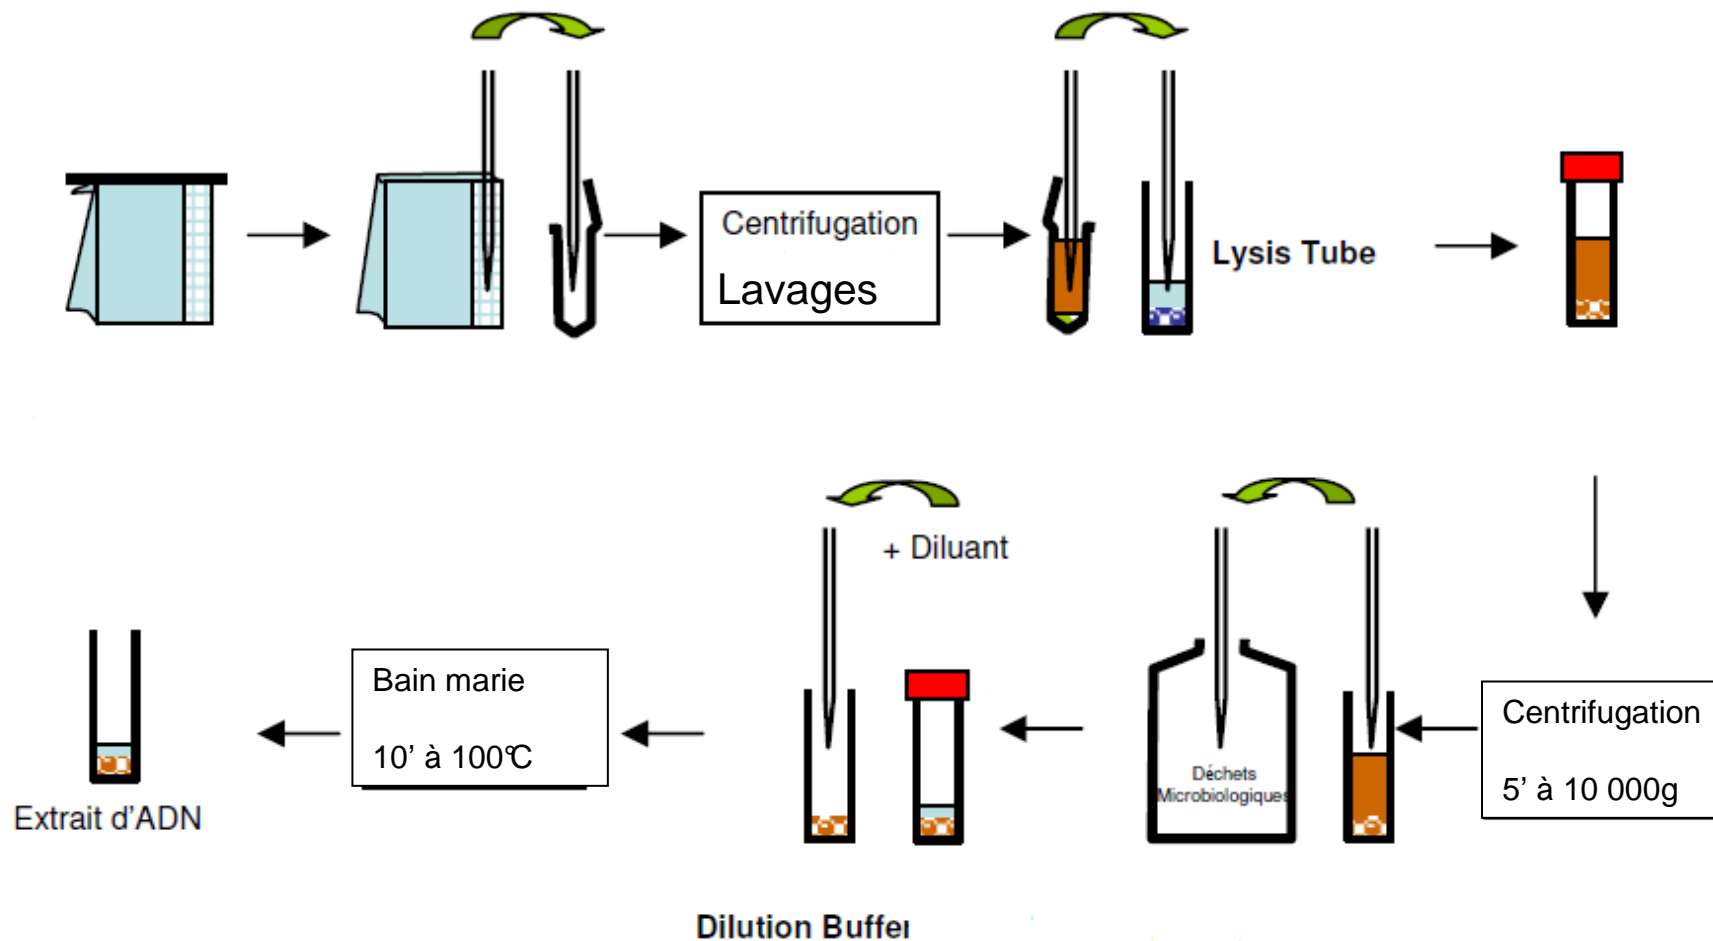 Centrifugation
Lavages
Lysis Tube
+ Diluant
Bain marie
10’ à 100°C
Extrait d’ADN
Déchets
Microbiologiques
Centrifugation
5’ à 10 000g
Dilution Buffer